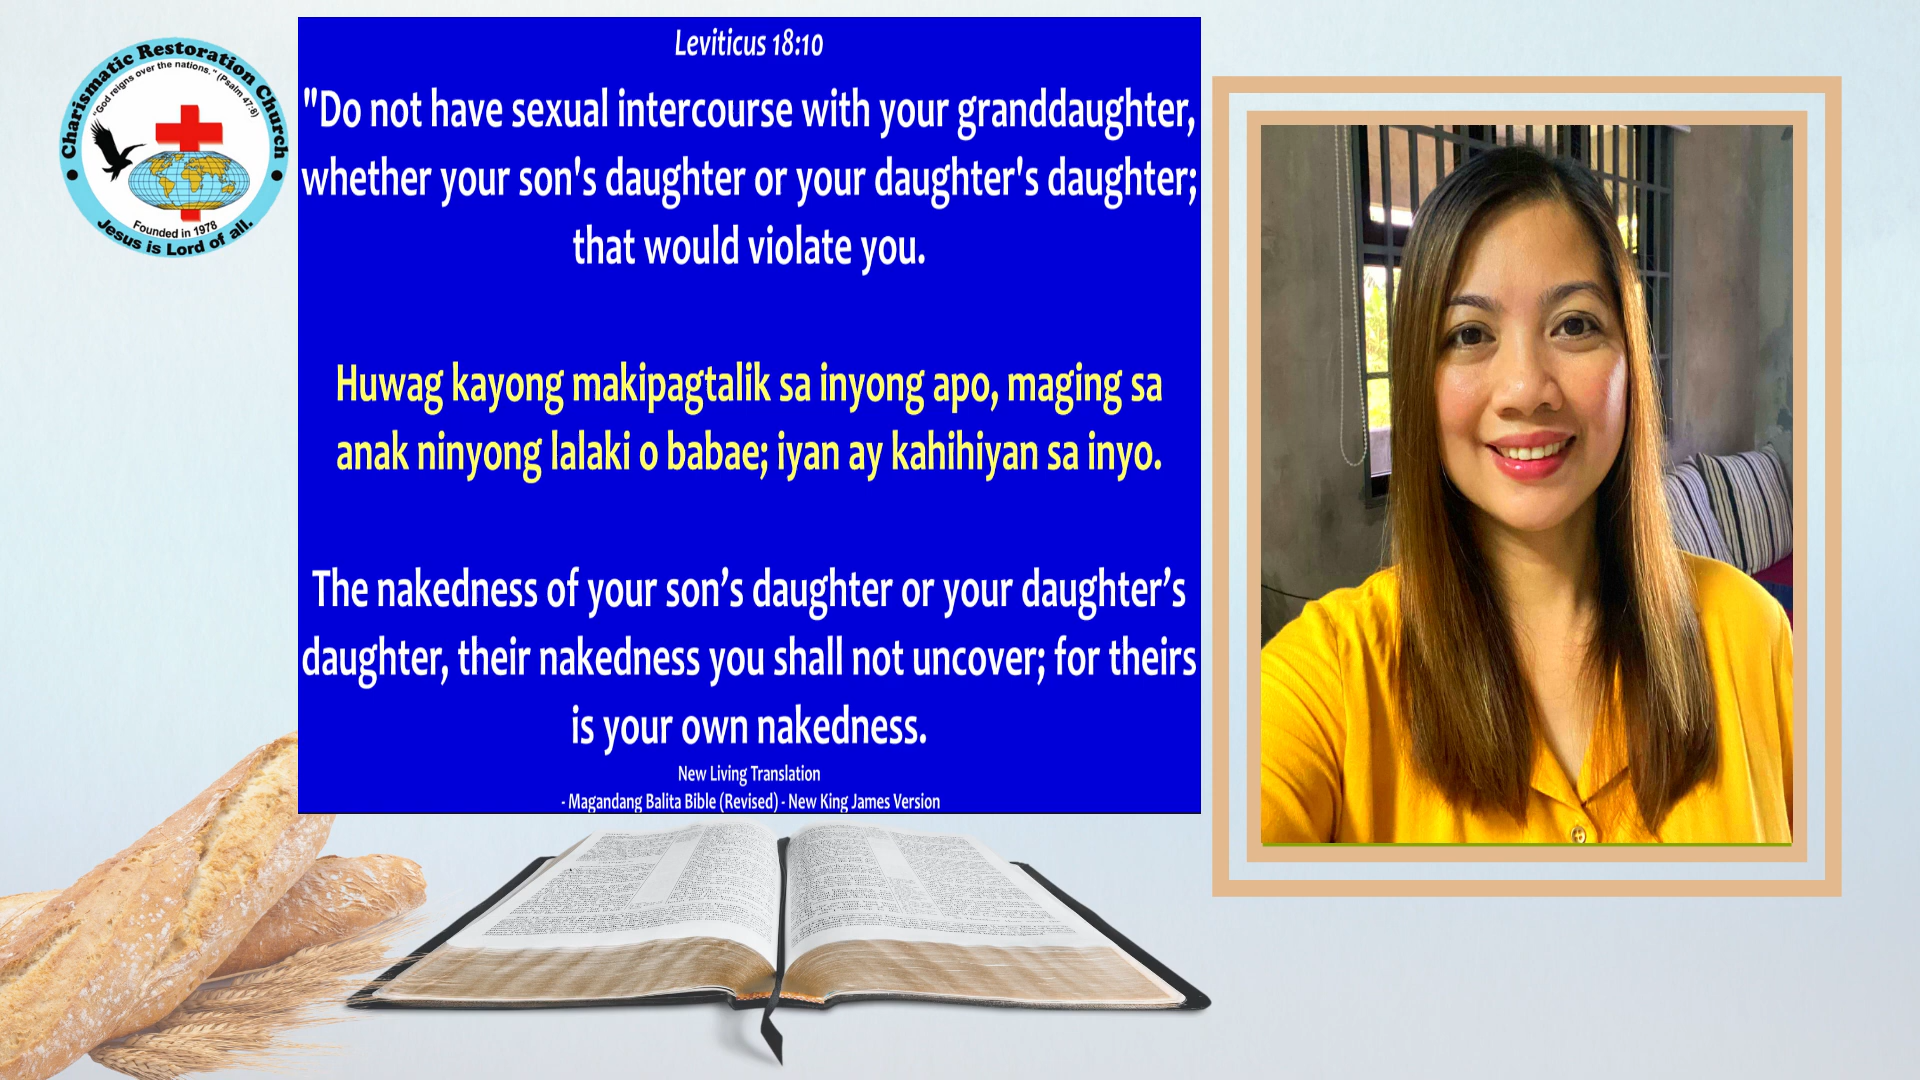 Charismatic Restoration Church
"God reigns over the nations." (Psalm 47:8)
Founded in 1978
Jesus is Lord of all.
Leviticus 18:10
"Do not have sexual intercourse with your granddaughter,
whether your son's daughter or your daughter's daughter;
that would violate you.
Huwag kayong makipagtalik sa inyong apo, maging sa
anak ninyong lalaki o babae; iyan ay kahihiyan sa inyo.
The nakedness of your son’s daughter or your daughter’s
daughter, their nakedness you shall not uncover; for theirs
is your own nakedness.
New Living Translation
- Magandang Balita Bible (Revised) - New King James Version